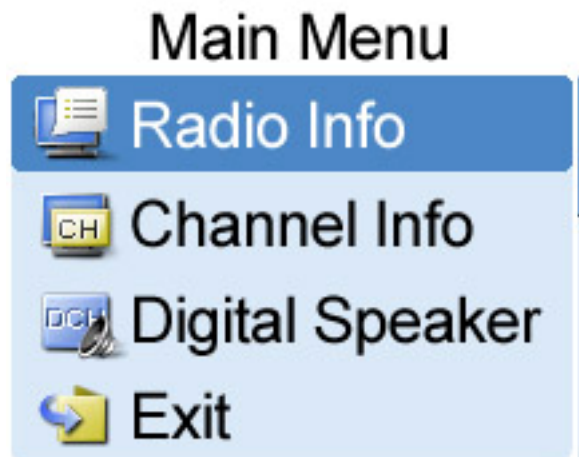 Main Menu
Radio Info
CH Channel Info
DCH Digital Speaker
Exit